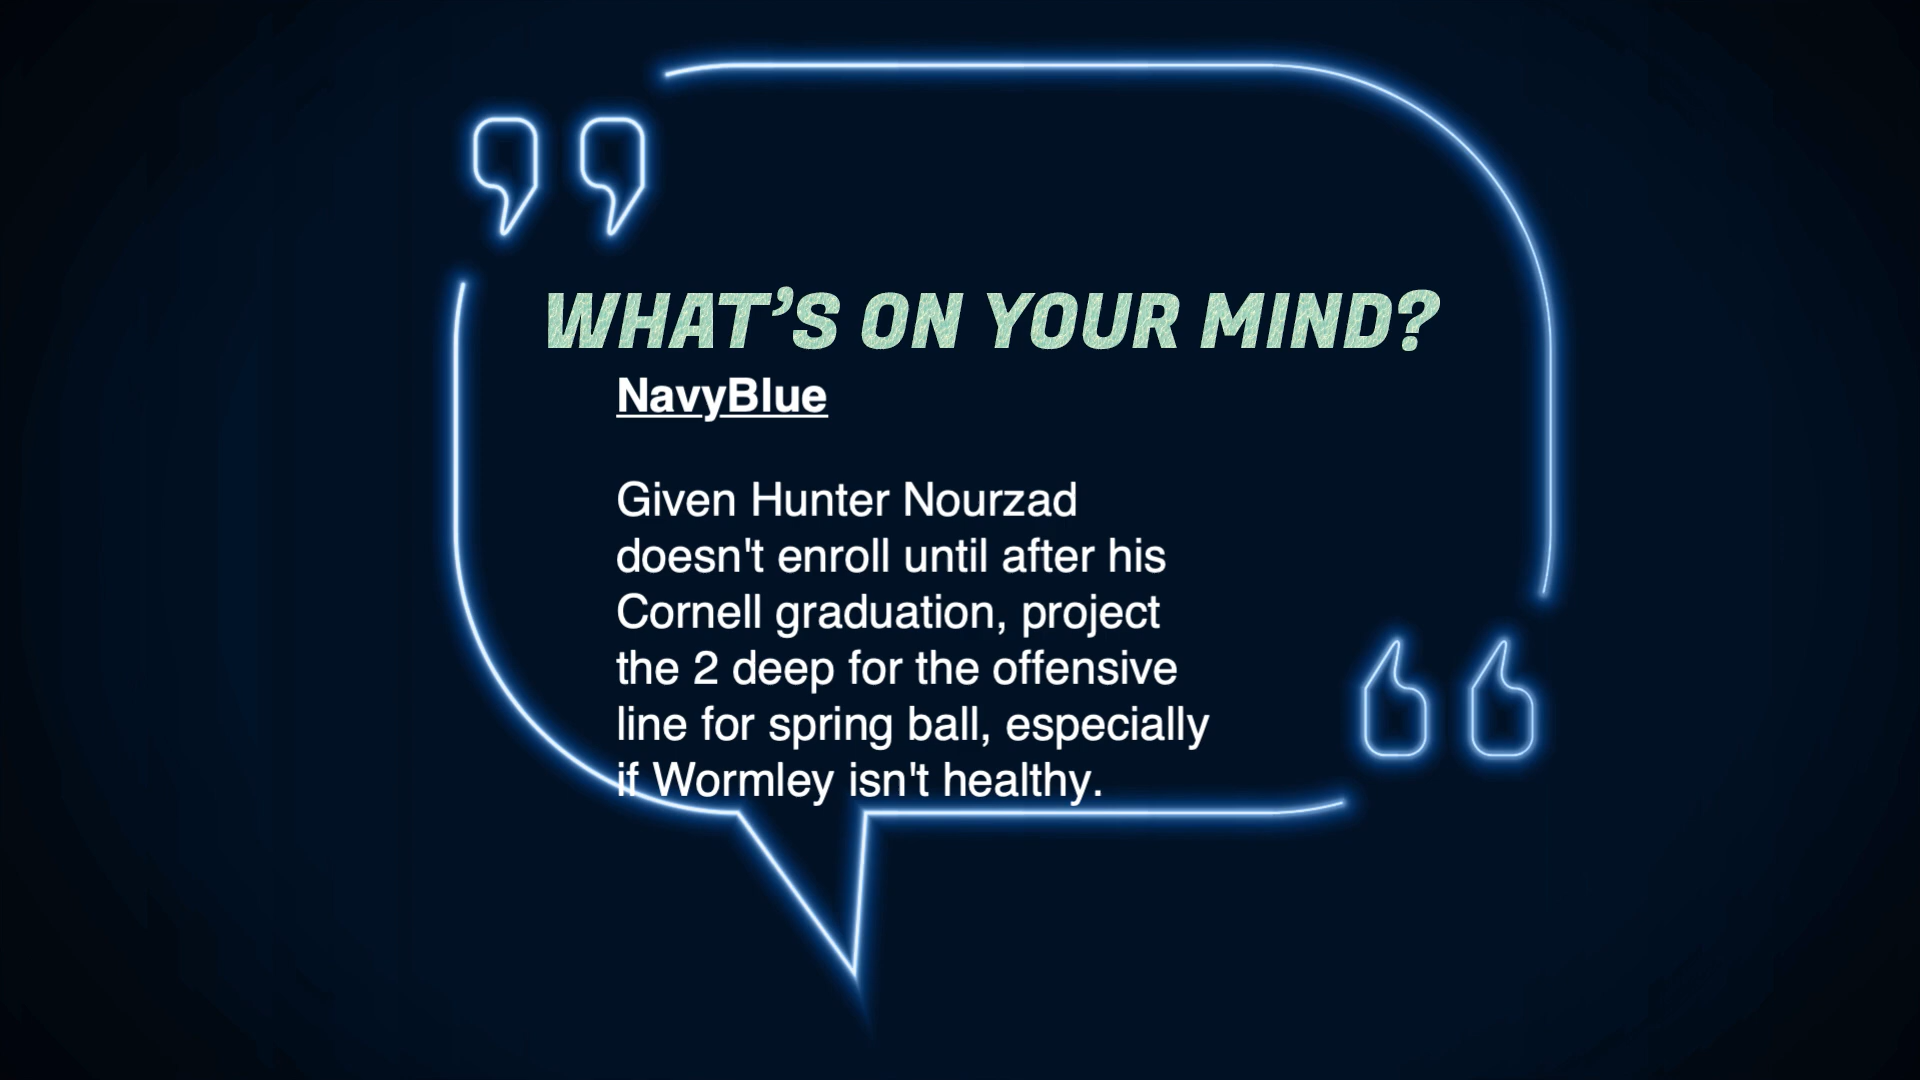 WHAT’S ON YOUR MIND?
NavyBlue
Given Hunter Nourzad
doesn't enroll until after his
Cornell graduation, project
the 2 deep for the offensive
line for spring ball, especially
if Wormley isn't healthy.